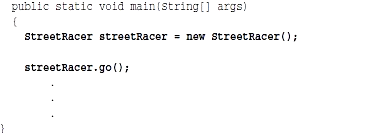 public static void main(String[] args)
{
StreetRacer streetRacer = new StreetRacer();
streetRacer.go();
.
.
.
}